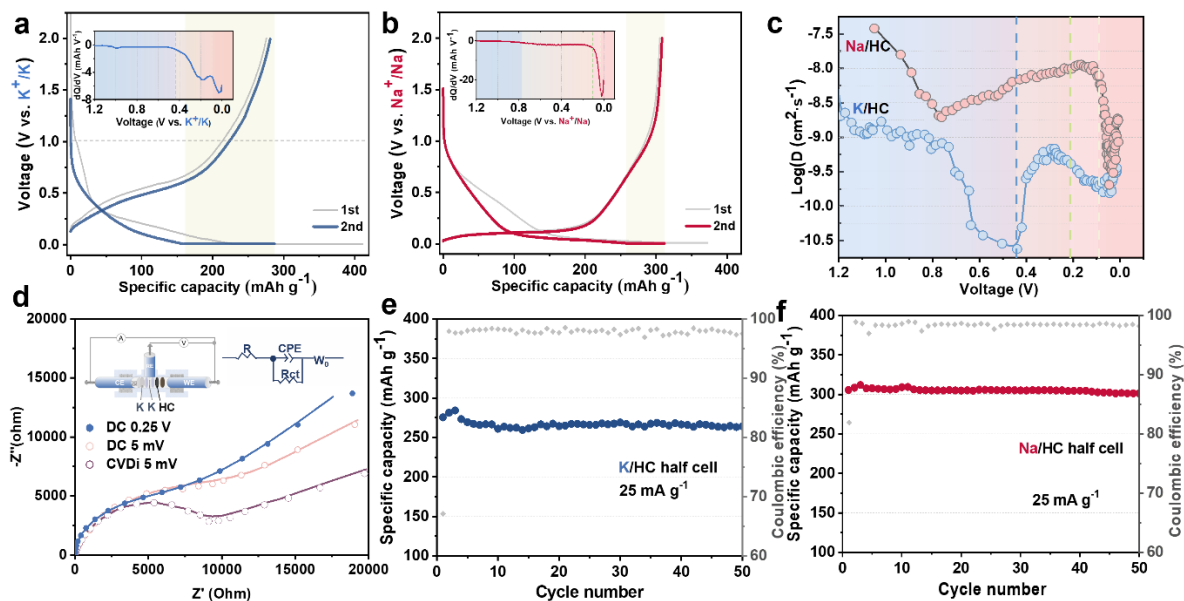 a
Voltage (V vs. K⁺/K)
2.0
1.5
1.0
0.5
0.0
0
100
200
300
400
Specific capacity (mAh g⁻¹)
dQ/dV (mAh V⁻¹)
0
-4
-8
1.2
0.8
0.4
0.0
Voltage (V vs. K⁺/K)
1st
2nd
b
Voltage (V vs. Na⁺/Na)
2.0
1.5
1.0
0.5
0.0
0
100
200
300
400
Specific capacity (mAh g⁻¹)
dQ/dV (mAh V⁻¹)
0
-20
1.2
0.8
0.4
0.0
Voltage (V vs. Na⁺/Na)
1st
2nd
c
Log(D (cm²·s⁻¹)
-7.5
-8.0
-8.5
-9.0
-9.5
-10.0
-10.5
1.2
1.0
0.8
0.6
0.4
0.2
0.0
Voltage (V)
Na/HC
K/HC
d
-Z''(ohm)
20000
15000
10000
5000
0
0
5000
10000
15000
20000
Z' (Ohm)
A
V
CE
WE
K K HC
R
CPE
Rct
W₀
DC 0.25 V
DC 5 mV
CVDi 5 mV
e
Specific capacity (mAh g⁻¹)
400
350
300
250
200
150
100
0
10
20
30
40
50
Cycle number
100
90
80
70
60
Coulombic efficiency (%)
K/HC half cell
25 mA g⁻¹
f
Specific capacity (mAh g⁻¹)
400
350
300
250
200
150
100
0
10
20
30
40
50
Cycle number
100
90
80
70
60
Coulombic efficiency (%)
Na/HC half cell
25 mA g⁻¹